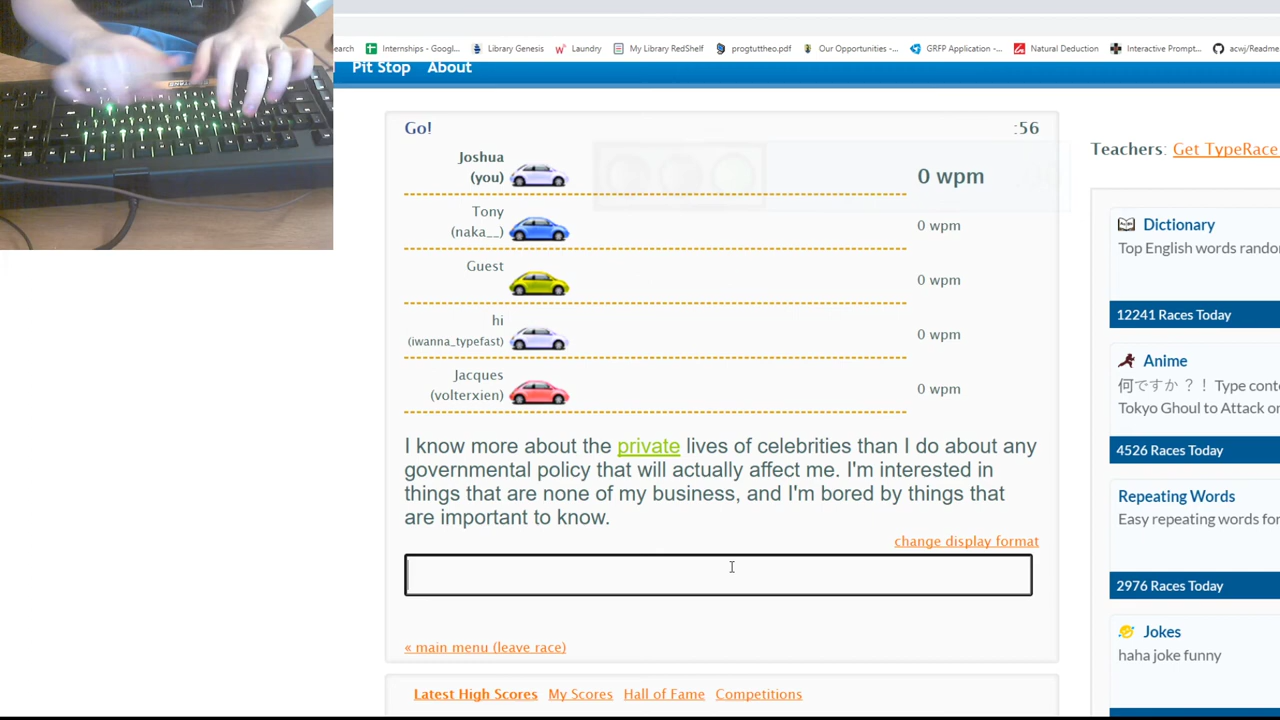 earch Internships - Googl... Library Genesis Laundry My Library RedShelf progtuttheo.pdf Our Opportunities -... GRFP Application -... Natural Deduction Interactive Prompt... acwj/Readme
Pit Stop About
Go! :56
Joshua
(you) 0 wpm
Tony
(naka__) 0 wpm
Guest 0 wpm
hi
(iwanna_typefast) 0 wpm
Jacques
(volterxien) 0 wpm
I know more about the private lives of celebrities than I do about any
governmental policy that will actually affect me. I'm interested in
things that are none of my business, and I'm bored by things that
are important to know.
change display format
« main menu (leave race)
Latest High Scores My Scores Hall of Fame Competitions
Teachers: Get TypeRace
Dictionary
Top English words rando
12241 Races Today
Anime
何ですか？！ Type conte
Tokyo Ghoul to Attack on
4526 Races Today
Repeating Words
Easy repeating words for
2976 Races Today
Jokes
haha joke funny